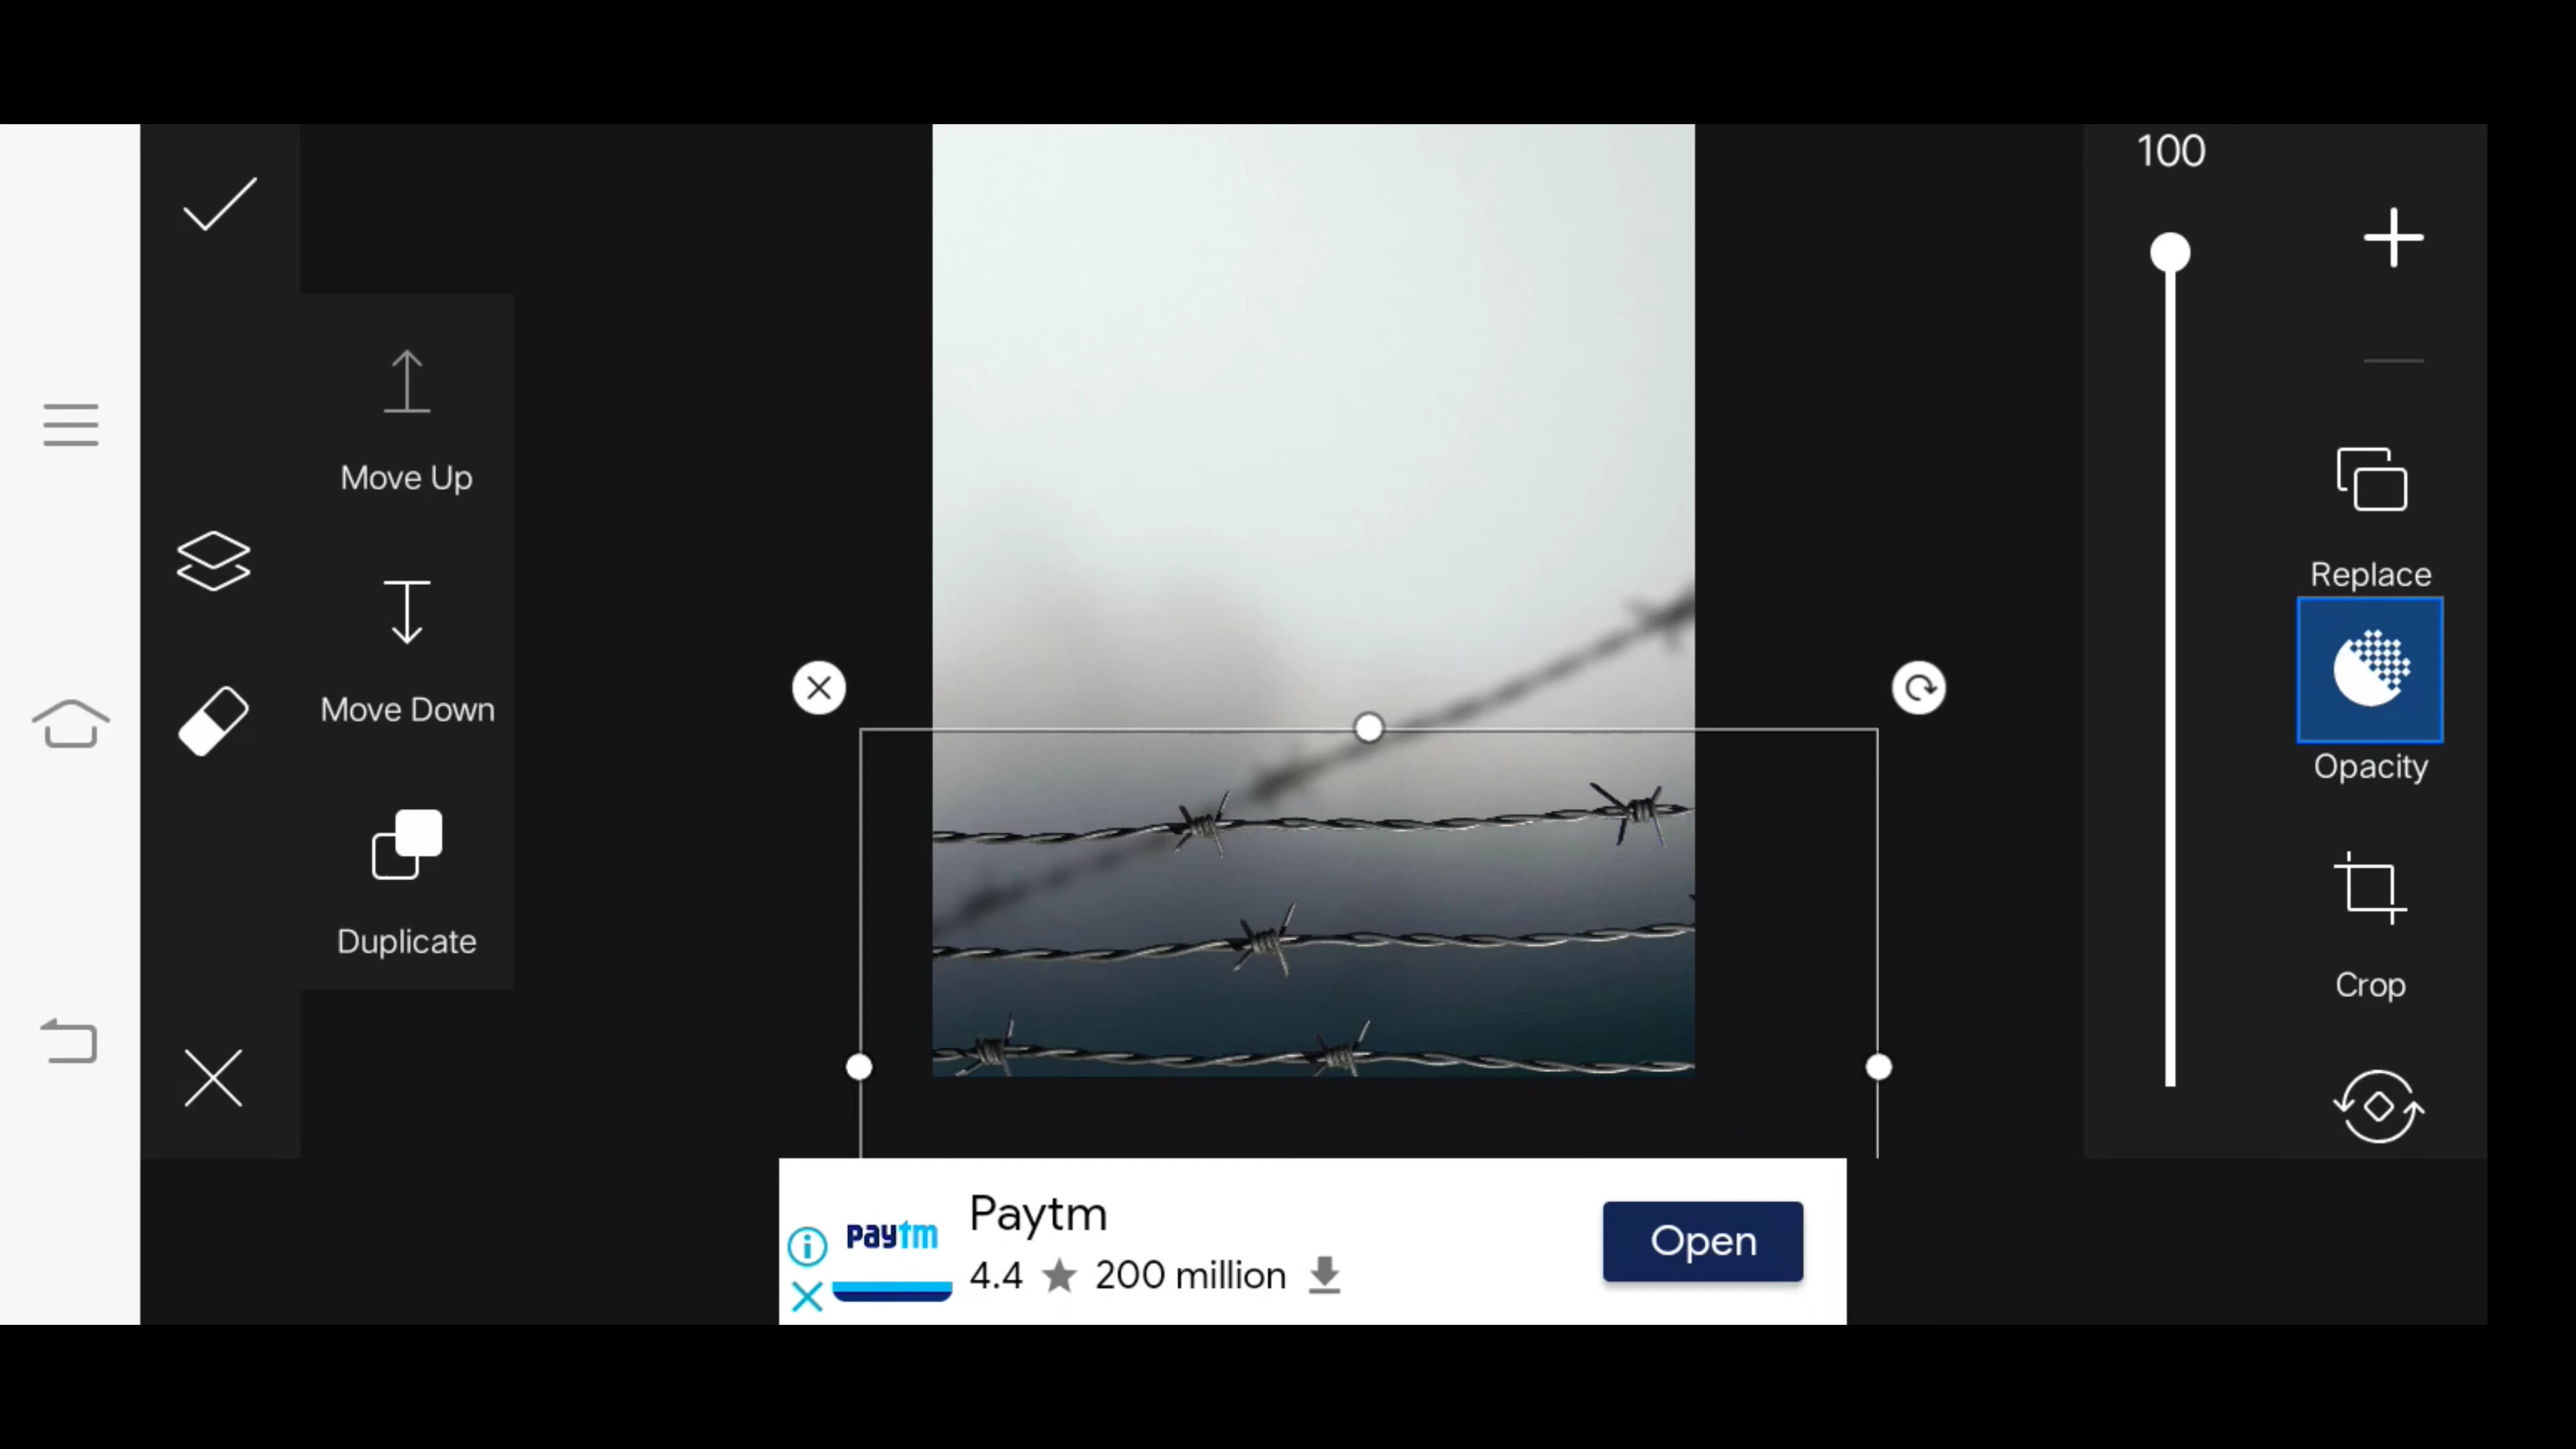 100
Move Up
Move Down
Duplicate
Replace
Opacity
Crop
paytm
Paytm
4.4 ★ 200 million
Open